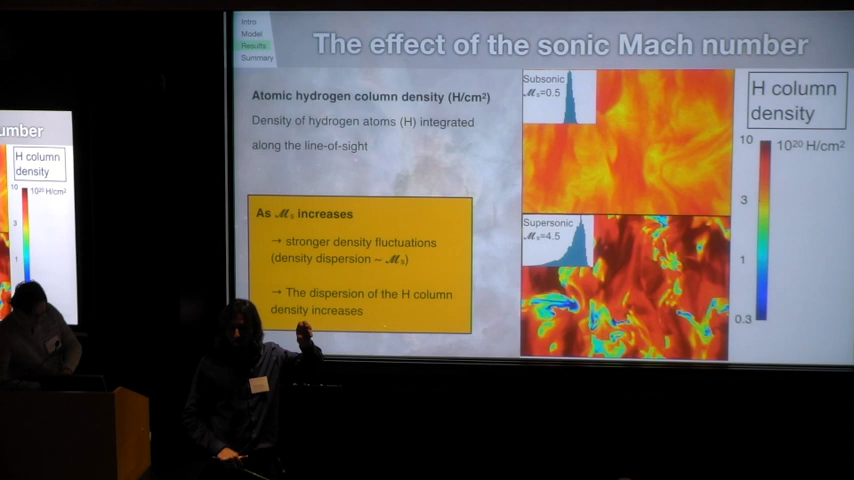 Intro
Model
Results
Summary
The effect of the sonic Mach number
Atomic hydrogen column density (H/cm²)
Density of hydrogen atoms (H) integrated
along the line-of-sight
As ℳs increases
→ stronger density fluctuations
(density dispersion ~ ℳs)
→ The dispersion of the H column
density increases
Subsonic
ℳs=0.5
Supersonic
ℳs=4.5
H column
density
10
10²⁰ H/cm²
3
1
0.3
umber
H column
density
10
10²⁰ H/cm²
3
1